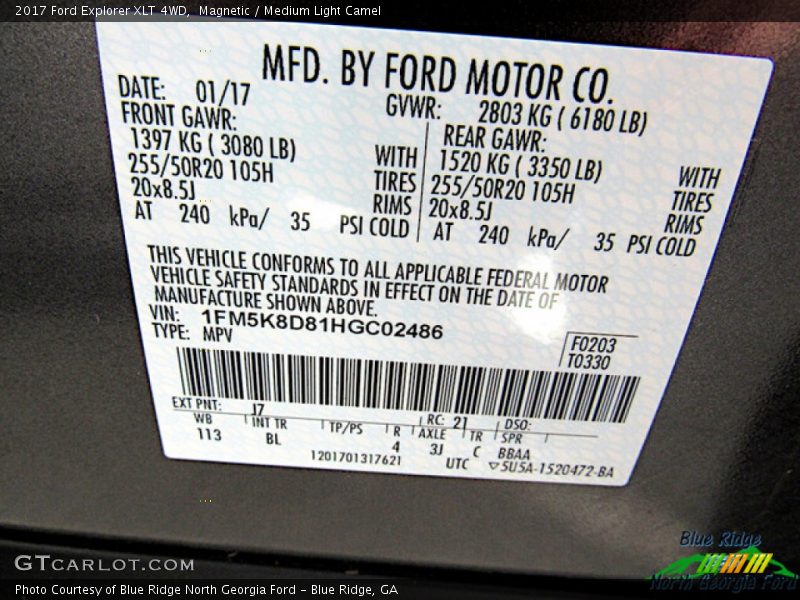 2017 Ford Explorer XLT 4WD, Magnetic / Medium Light Camel
MFD. BY FORD MOTOR CO.
DATE: 01/17 GVWR: 2803 KG ( 6180 LB)
FRONT GAWR: REAR GAWR:
1397 KG ( 3080 LB) WITH 1520 KG ( 3350 LB) WITH
255/50R20 105H TIRES 255/50R20 105H TIRES
20x8.5J RIMS 20x8.5J RIMS
AT 240 kPa/ 35 PSI COLD AT 240 kPa/ 35 PSI COLD
THIS VEHICLE CONFORMS TO ALL APPLICABLE FEDERAL MOTOR
VEHICLE SAFETY STANDARDS IN EFFECT ON THE DATE OF
MANUFACTURE SHOWN ABOVE.
VIN: 1FM5K8D81HGC02486 F0203
TYPE: MPV T0330
EXT PNT: J7 RC: 21 DSO:
WB INT TR TP/PS R AXLE TR SPR
113 BL 4 3J C BBAA
1201701317621 UTC 5U5A-1520472-BA
Blue Ridge
North Georgia Ford
GTcarlot.com
Photo Courtesy of Blue Ridge North Georgia Ford – Blue Ridge, GA